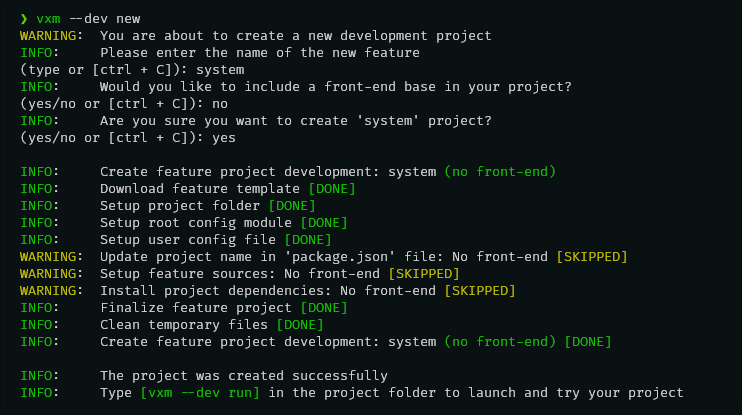 ❯ vxm --dev new
WARNING:  You are about to create a new development project
INFO:     Please enter the name of the new feature
(type or [ctrl + C]): system
INFO:     Would you like to include a front-end base in your project?
(yes/no or [ctrl + C]): no
INFO:     Are you sure you want to create 'system' project?
(yes/no or [ctrl + C]): yes

INFO:     Create feature project development: system (no front-end)
INFO:     Download feature template [DONE]
INFO:     Setup project folder [DONE]
INFO:     Setup root config module [DONE]
INFO:     Setup user config file [DONE]
WARNING:  Update project name in 'package.json' file: No front-end [SKIPPED]
WARNING:  Setup feature sources: No front-end [SKIPPED]
WARNING:  Install project dependencies: No front-end [SKIPPED]
INFO:     Finalize feature project [DONE]
INFO:     Clean temporary files [DONE]
INFO:     Create feature project development: system (no front-end) [DONE]

INFO:     The project was created successfully
INFO:     Type [vxm --dev run] in the project folder to launch and try your project